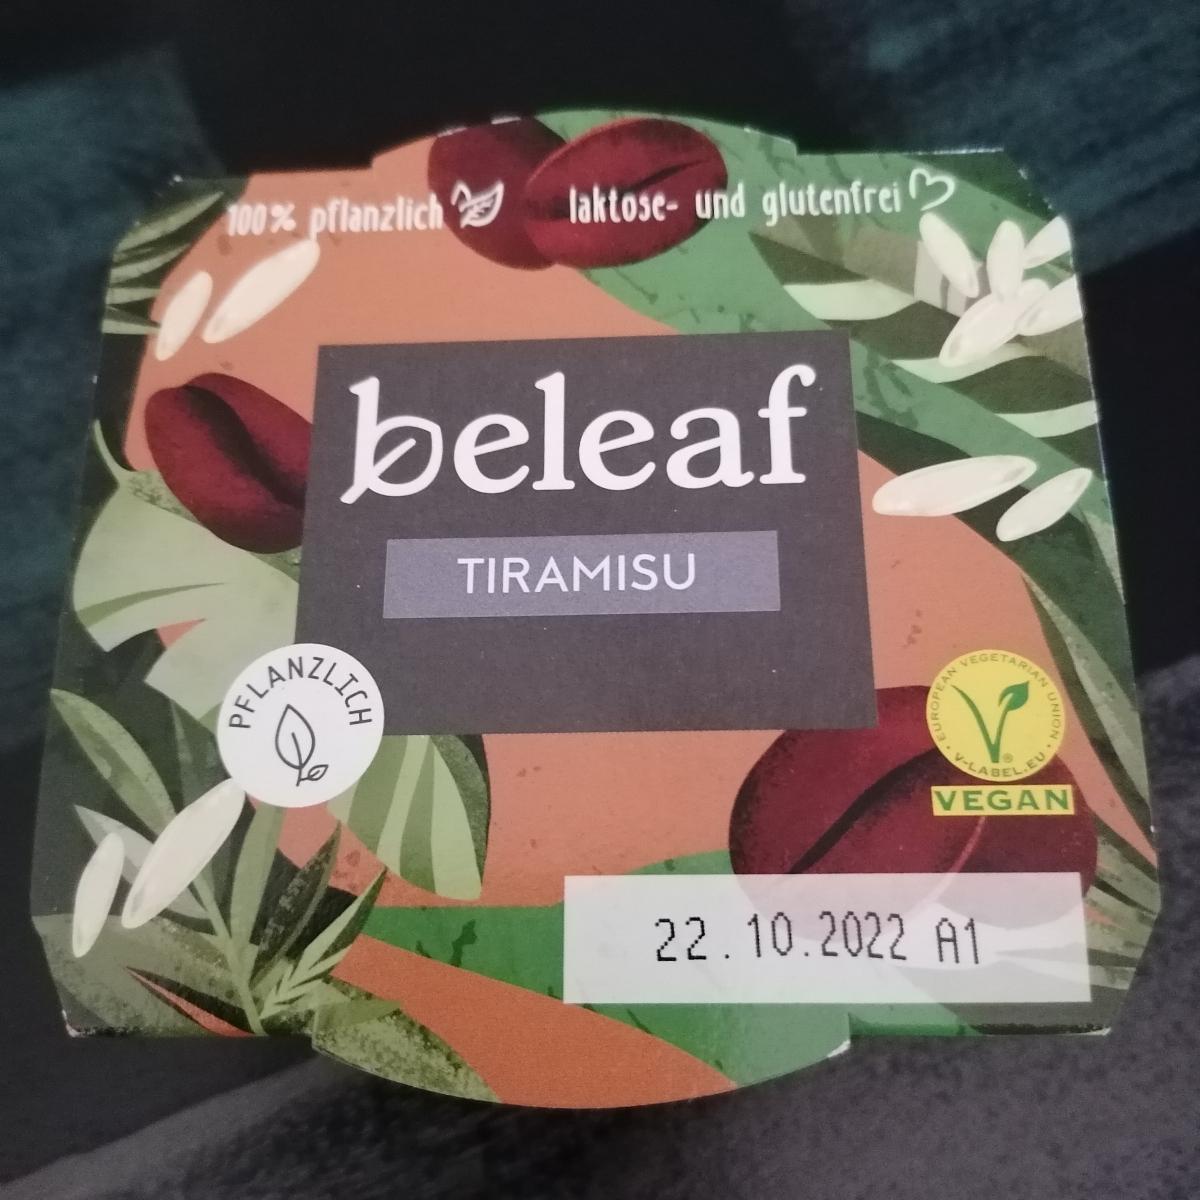 100% pflanzlich laktose- und glutenfrei
beleaf
TIRAMISU
PFLANZLICH
EUROPEAN VEGETARIAN UNION
V-LABEL.EU
®
VEGAN
22.10.2022 A1